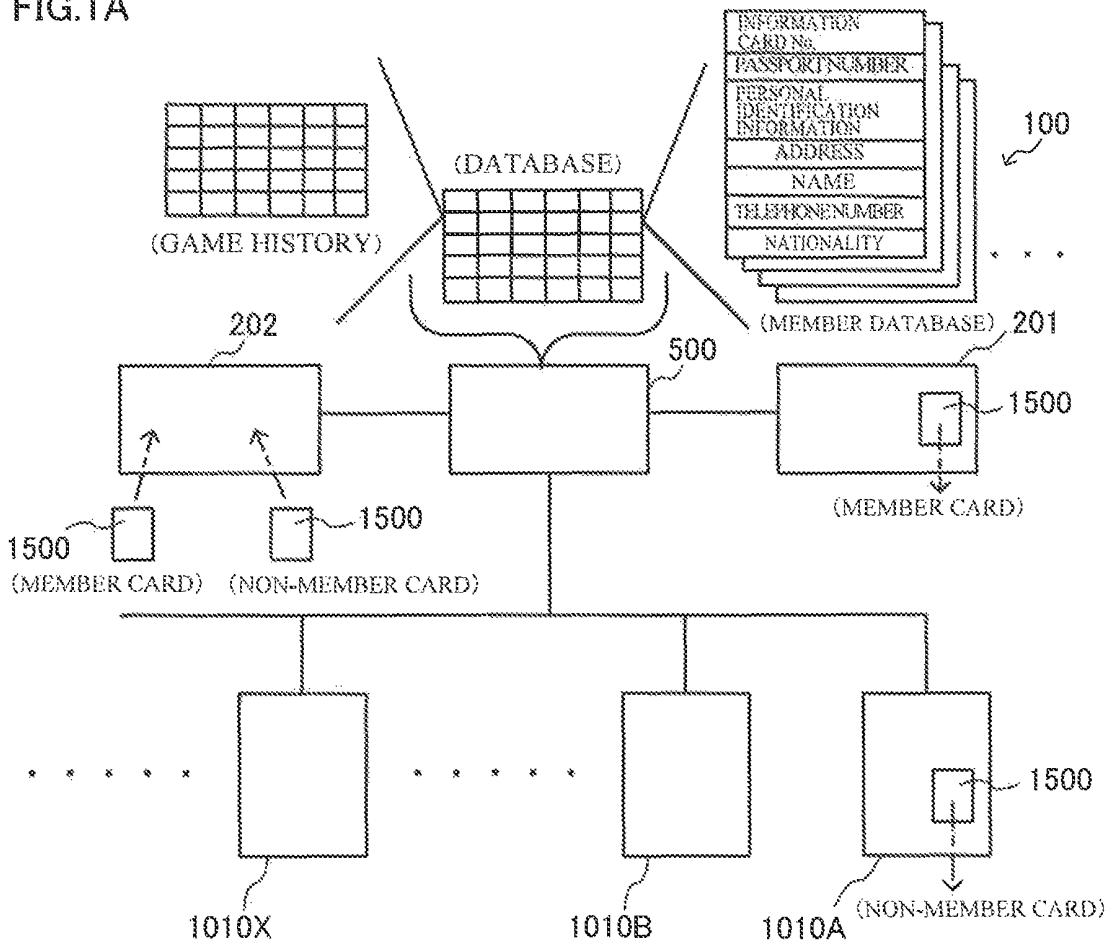 FIG.1A
INFORMATION
CARD No.
PASSPORT NUMBER
PERSONAL
IDENTIFICATION
INFORMATION
ADDRESS
NAME
TELEPHONE NUMBER
NATIONALITY
100
(DATABASE)
(GAME HISTORY)
(MEMBER DATABASE)
202
500
201
1500
(MEMBER CARD)
1500
1500
(MEMBER CARD)
(NON-MEMBER CARD)
1500
1010X
1010B
1010A
(NON-MEMBER CARD)